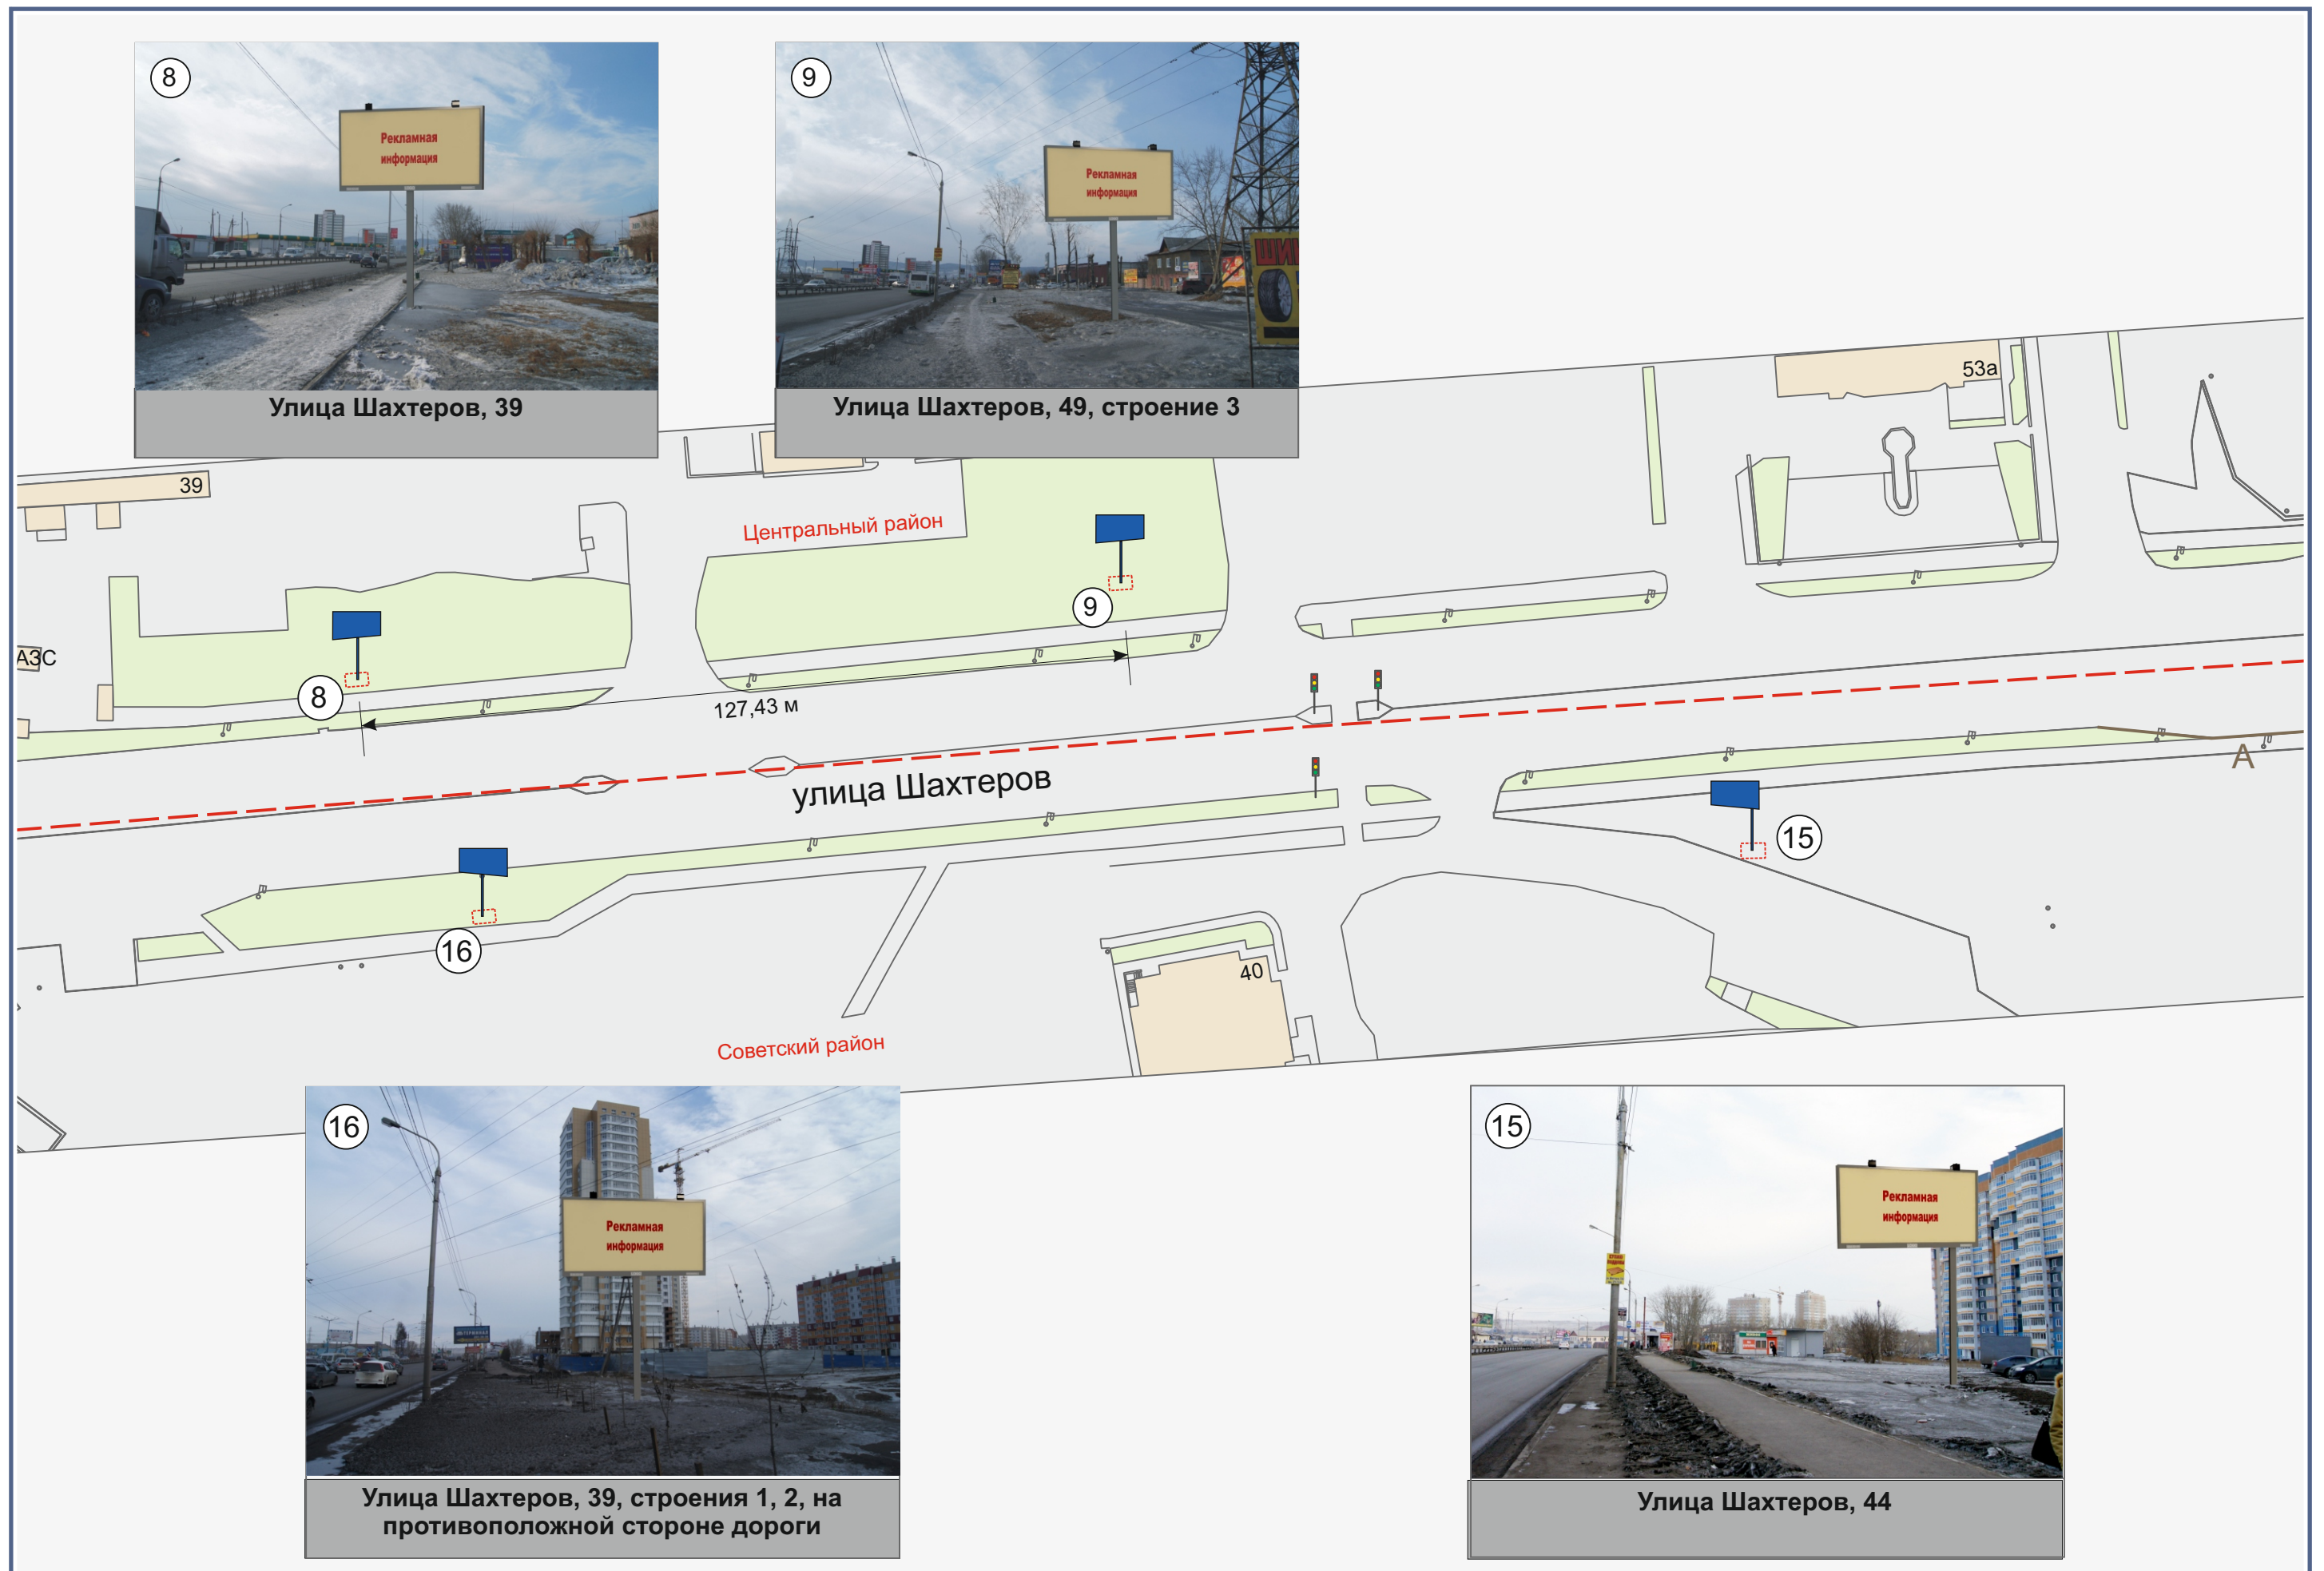 8
Рекламная
информация
Улица Шахтеров, 39
9
Рекламная
информация
ШИН
Улица Шахтеров, 49, строение 3
53а
39
Центральный район
9
АЗС
8
127,43 м
улица Шахтеров
А
15
16
40
Советский район
16
Рекламная
информация
Улица Шахтеров, 39, строения 1, 2, на
противоположной стороне дороги
15
Рекламная
информация
Улица Шахтеров, 44